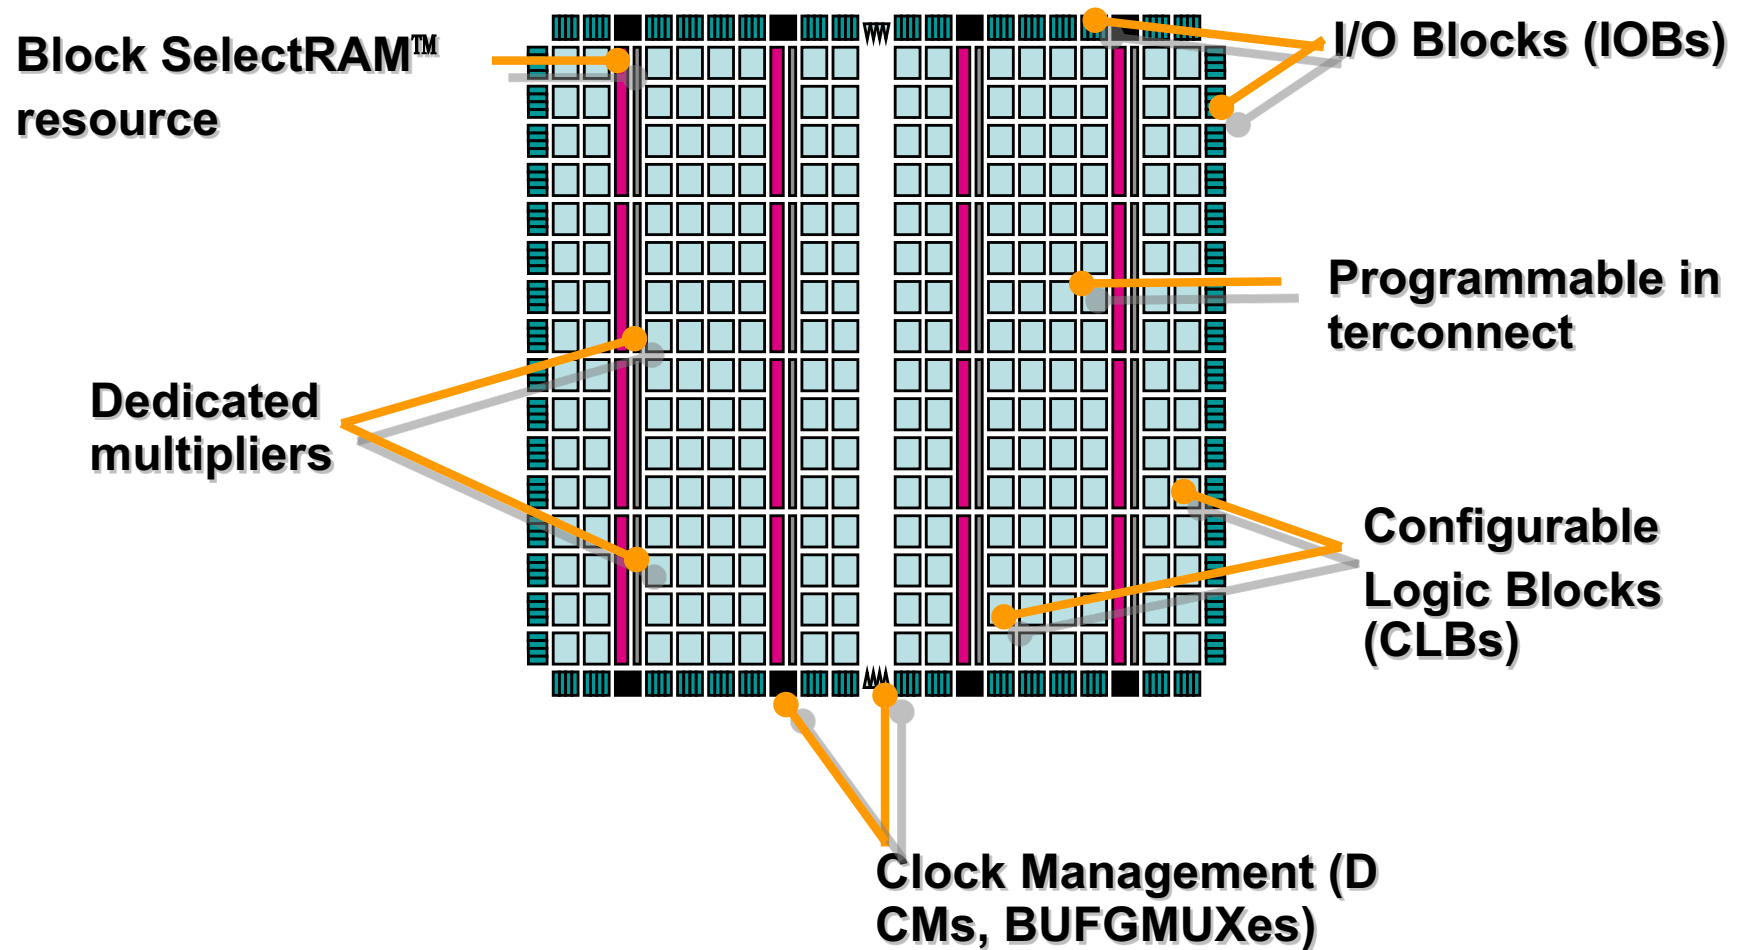 Block SelectRAM™
resource
I/O Blocks (IOBs)
Programmable in
terconnect
Dedicated
multipliers
Configurable
Logic Blocks
(CLBs)
Clock Management (D
CMs, BUFGMUXes)